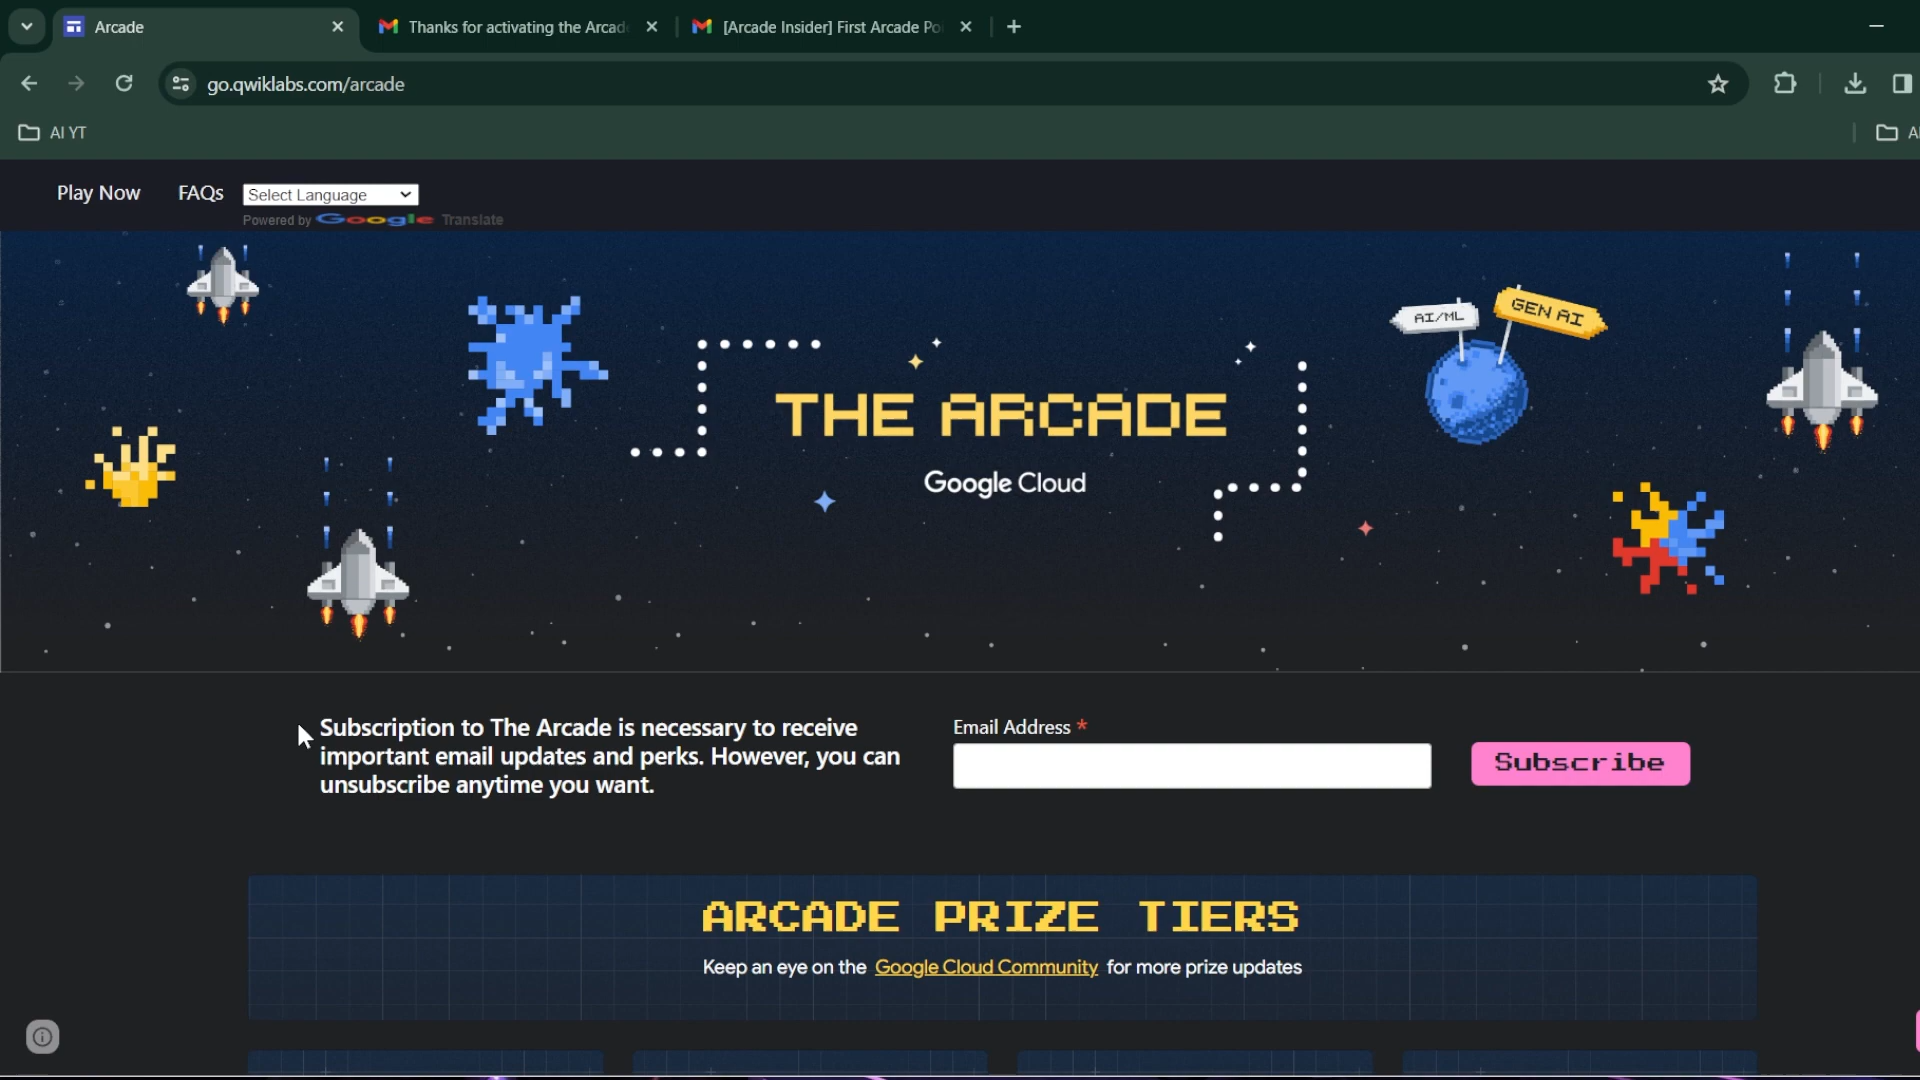 Arcade
Thanks for activating the Arcade
[Arcade Insider] First Arcade Po
go.qwiklabs.com/arcade
AI YT
Play Now
FAQs
Select Language
Powered by Google Translate
AI/ML
GEN AI
THE ARCADE
Google Cloud
Subscription to The Arcade is necessary to receive
important email updates and perks. However, you can
unsubscribe anytime you want.
Email Address *
Subscribe
ARCADE PRIZE TIERS
Keep an eye on the Google Cloud Community for more prize updates